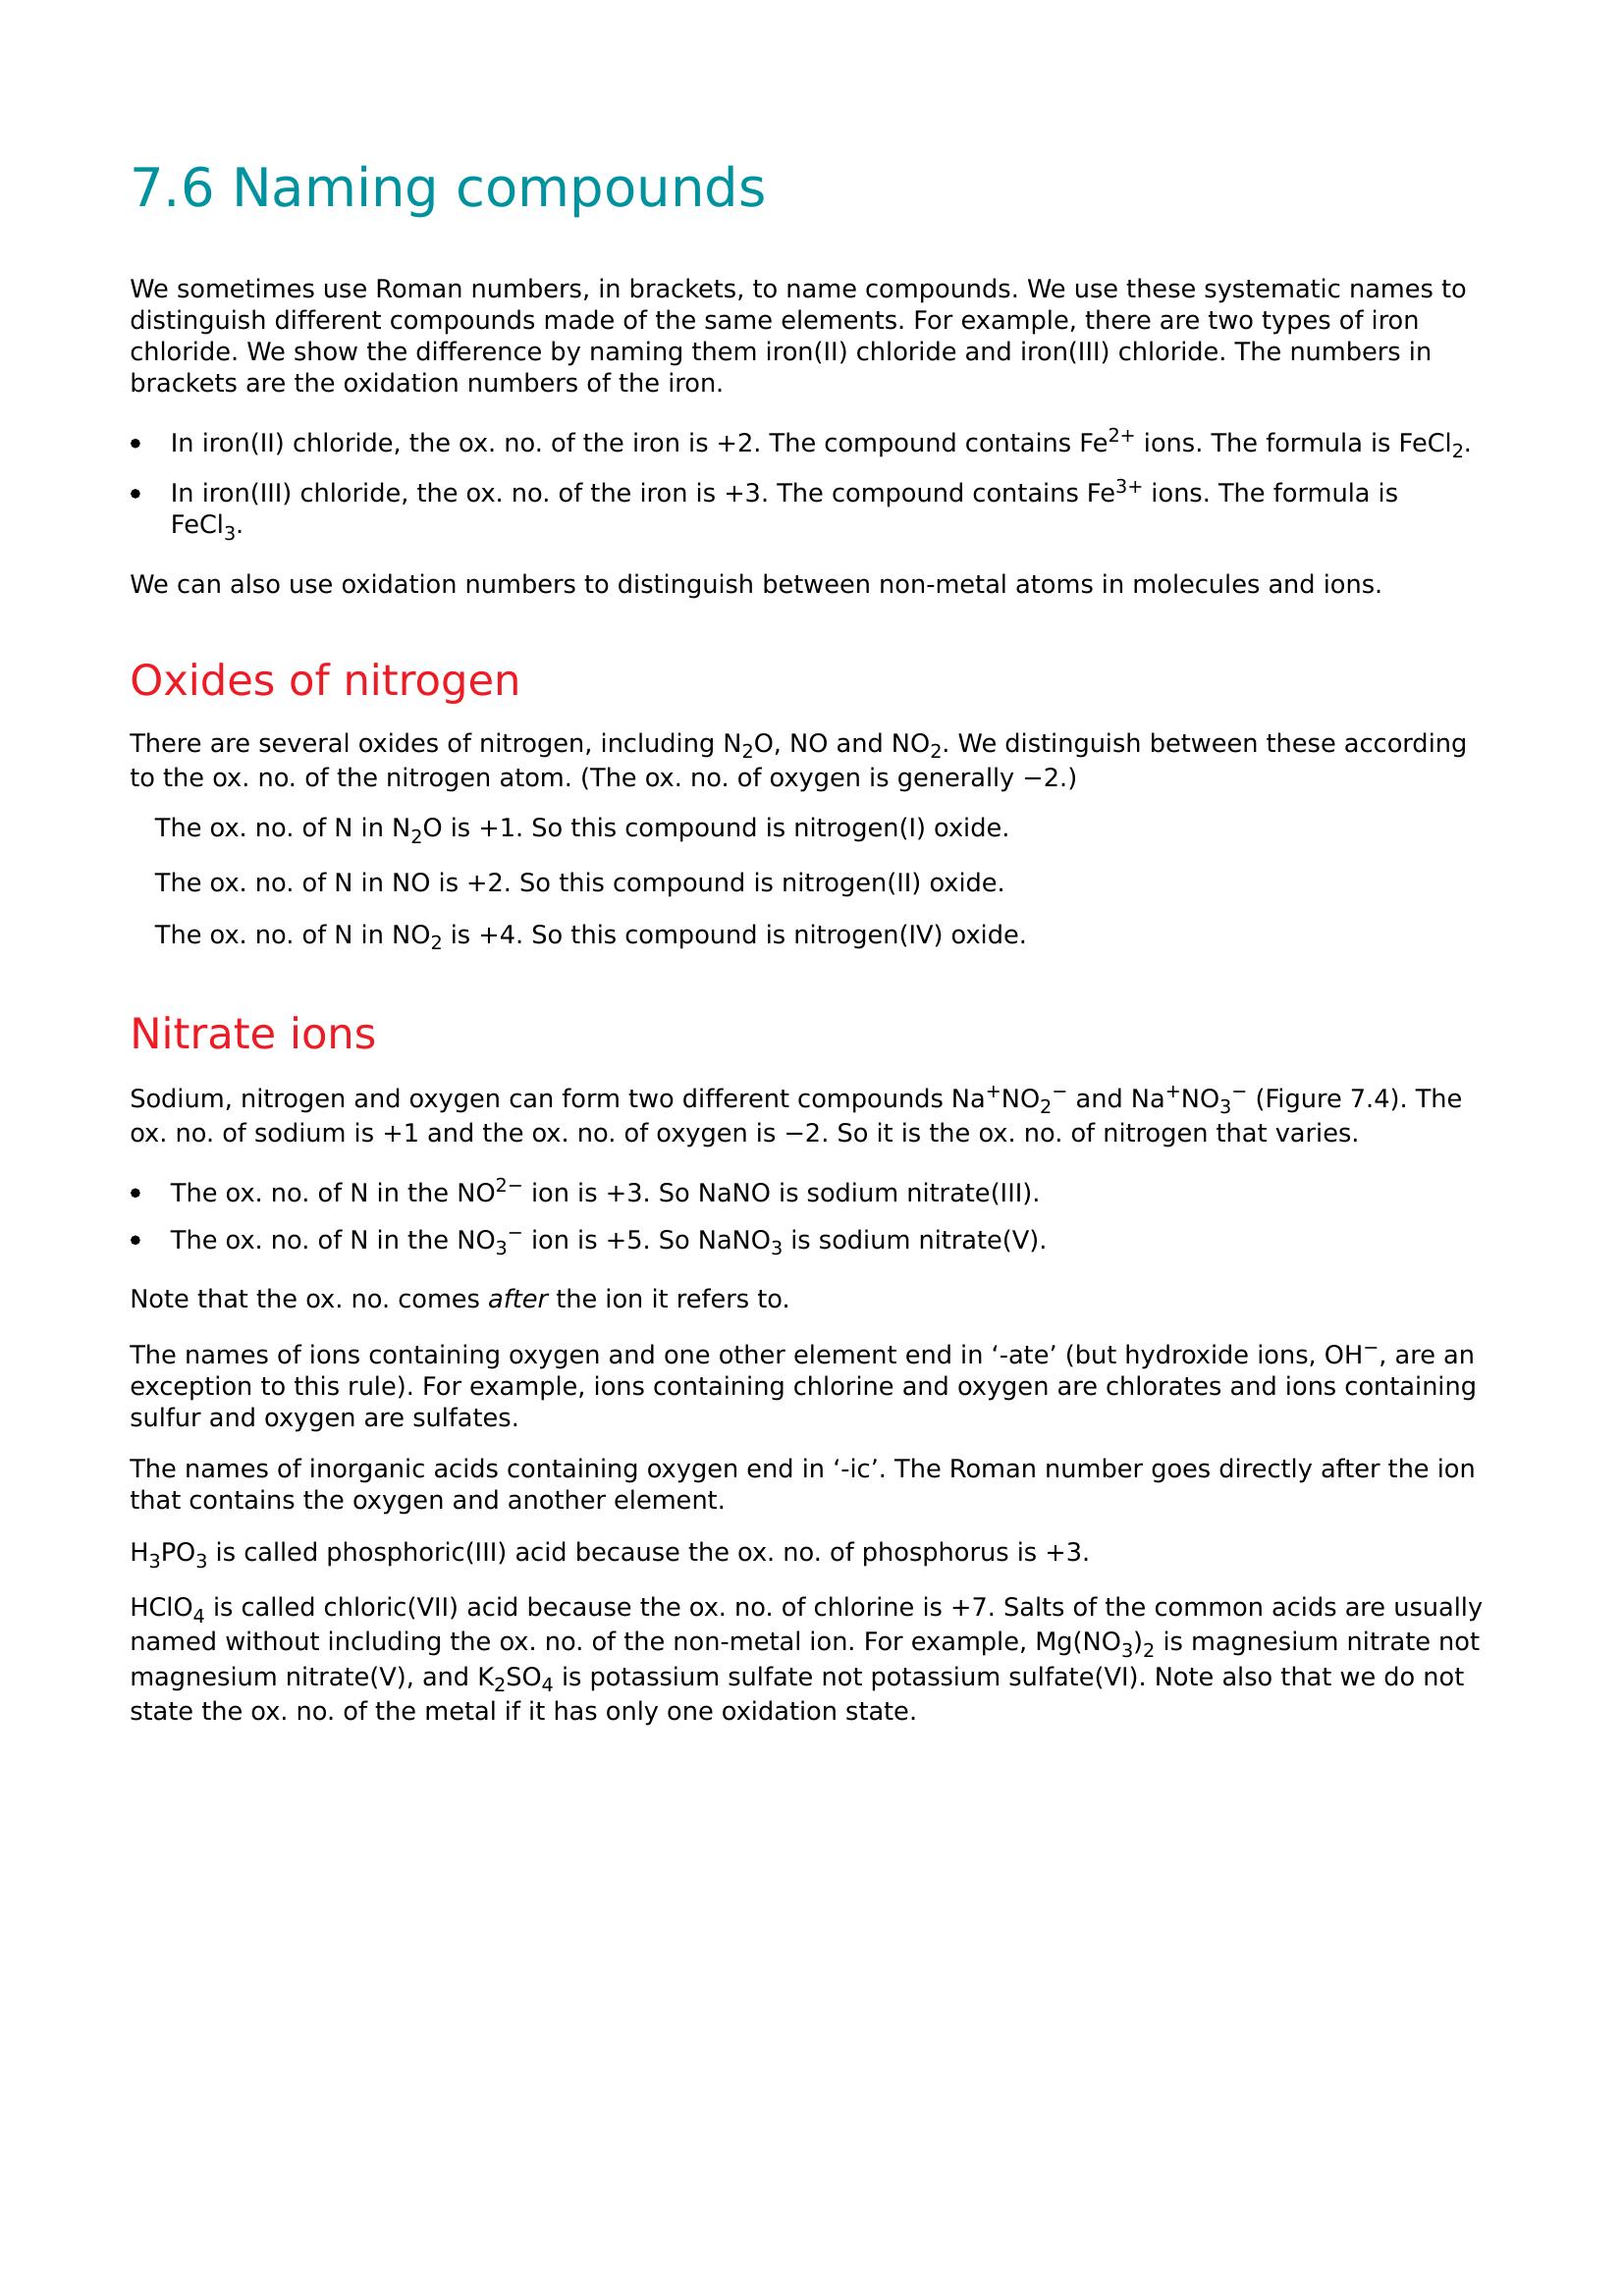 7.6 Naming compounds
We sometimes use Roman numbers, in brackets, to name compounds. We use these systematic names to
distinguish different compounds made of the same elements. For example, there are two types of iron
chloride. We show the difference by naming them iron(II) chloride and iron(III) chloride. The numbers in
brackets are the oxidation numbers of the iron.
• In iron(II) chloride, the ox. no. of the iron is +2. The compound contains Fe²⁺ ions. The formula is FeCl₂.
• In iron(III) chloride, the ox. no. of the iron is +3. The compound contains Fe³⁺ ions. The formula is
FeCl₃.
We can also use oxidation numbers to distinguish between non-metal atoms in molecules and ions.
Oxides of nitrogen
There are several oxides of nitrogen, including N₂O, NO and NO₂. We distinguish between these according
to the ox. no. of the nitrogen atom. (The ox. no. of oxygen is generally −2.)
The ox. no. of N in N₂O is +1. So this compound is nitrogen(I) oxide.
The ox. no. of N in NO is +2. So this compound is nitrogen(II) oxide.
The ox. no. of N in NO₂ is +4. So this compound is nitrogen(IV) oxide.
Nitrate ions
Sodium, nitrogen and oxygen can form two different compounds Na⁺NO₂⁻ and Na⁺NO₃⁻ (Figure 7.4). The
ox. no. of sodium is +1 and the ox. no. of oxygen is −2. So it is the ox. no. of nitrogen that varies.
• The ox. no. of N in the NO²⁻ ion is +3. So NaNO is sodium nitrate(III).
• The ox. no. of N in the NO₃⁻ ion is +5. So NaNO₃ is sodium nitrate(V).
Note that the ox. no. comes after the ion it refers to.
The names of ions containing oxygen and one other element end in ‘-ate’ (but hydroxide ions, OH⁻, are an
exception to this rule). For example, ions containing chlorine and oxygen are chlorates and ions containing
sulfur and oxygen are sulfates.
The names of inorganic acids containing oxygen end in ‘-ic’. The Roman number goes directly after the ion
that contains the oxygen and another element.
H₃PO₃ is called phosphoric(III) acid because the ox. no. of phosphorus is +3.
HClO₄ is called chloric(VII) acid because the ox. no. of chlorine is +7. Salts of the common acids are usually
named without including the ox. no. of the non-metal ion. For example, Mg(NO₃)₂ is magnesium nitrate not
magnesium nitrate(V), and K₂SO₄ is potassium sulfate not potassium sulfate(VI). Note also that we do not
state the ox. no. of the metal if it has only one oxidation state.